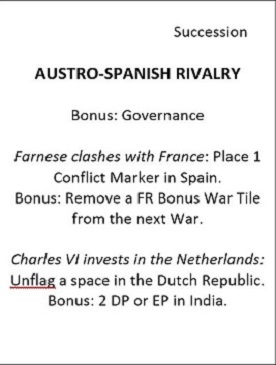 Succession
AUSTRO-SPANISH RIVALRY
Bonus: Governance
Farnese clashes with France: Place 1
Conflict Marker in Spain.
Bonus: Remove a FR Bonus War Tile
from the next War.
Charles VI invests in the Netherlands:
Unflag a space in the Dutch Republic.
Bonus: 2 DP or EP in India.